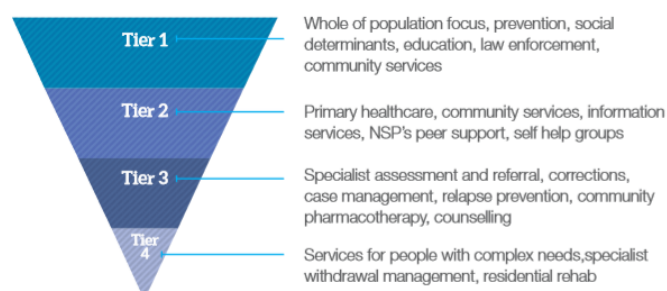 Tier 1
Whole of population focus, prevention, social
determinants, education, law enforcement,
community services
Tier 2
Primary healthcare, community services, information
services, NSP's peer support, self help groups
Tier 3
Specialist assessment and referral, corrections,
case management, relapse prevention, community
pharmacotherapy, counselling
Tier
4
Services for people with complex needs,specialist
withdrawal management, residential rehab